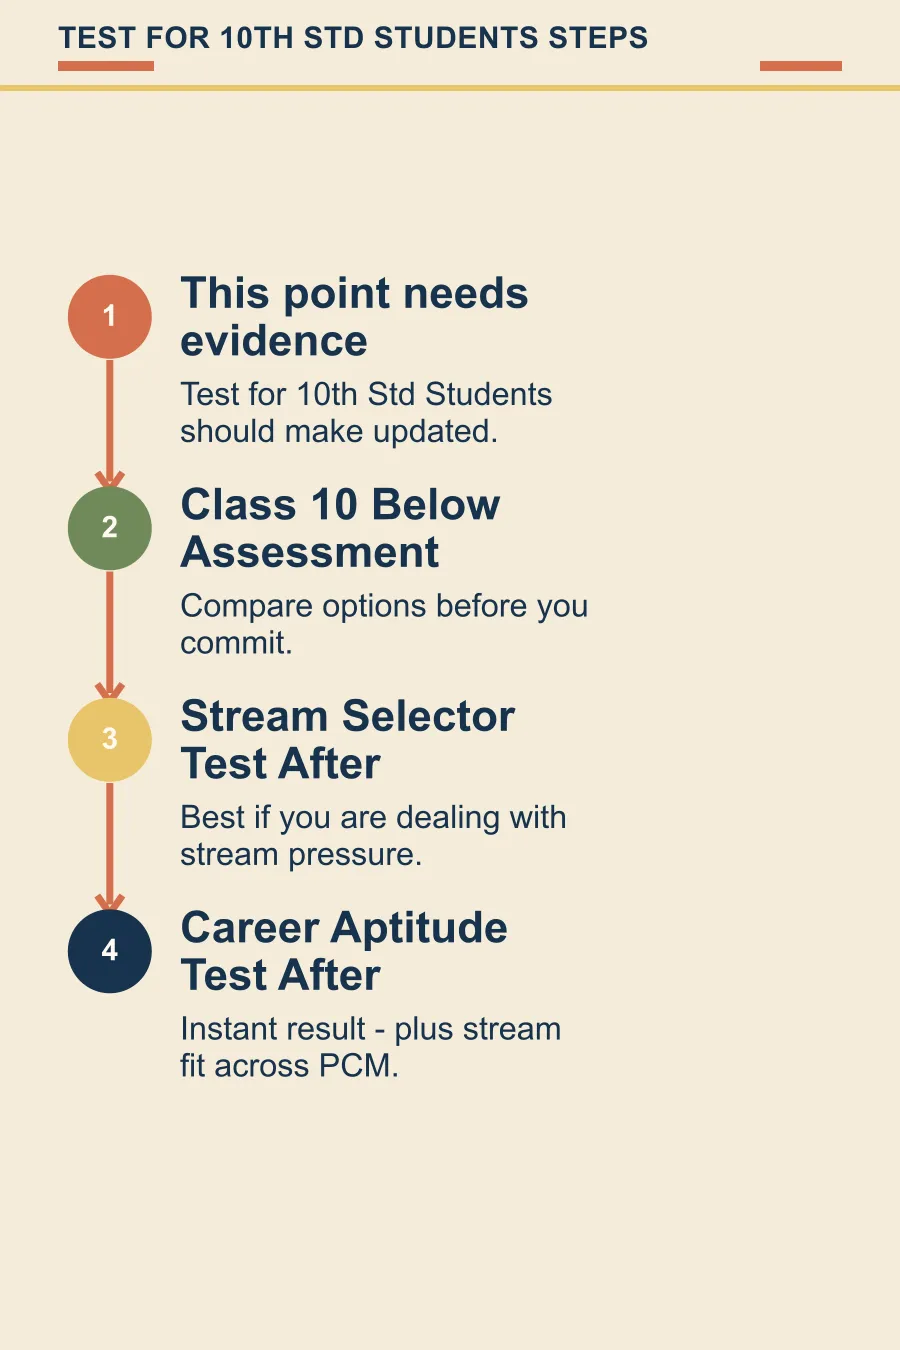 TEST FOR 10TH STD STUDENTS STEPS
1
This point needs
evidence
Test for 10th Std Students
should make updated.
2
Class 10 Below
Assessment
Compare options before you
commit.
3
Stream Selector
Test After
Best if you are dealing with
stream pressure.
4
Career Aptitude
Test After
Instant result - plus stream
fit across PCM.